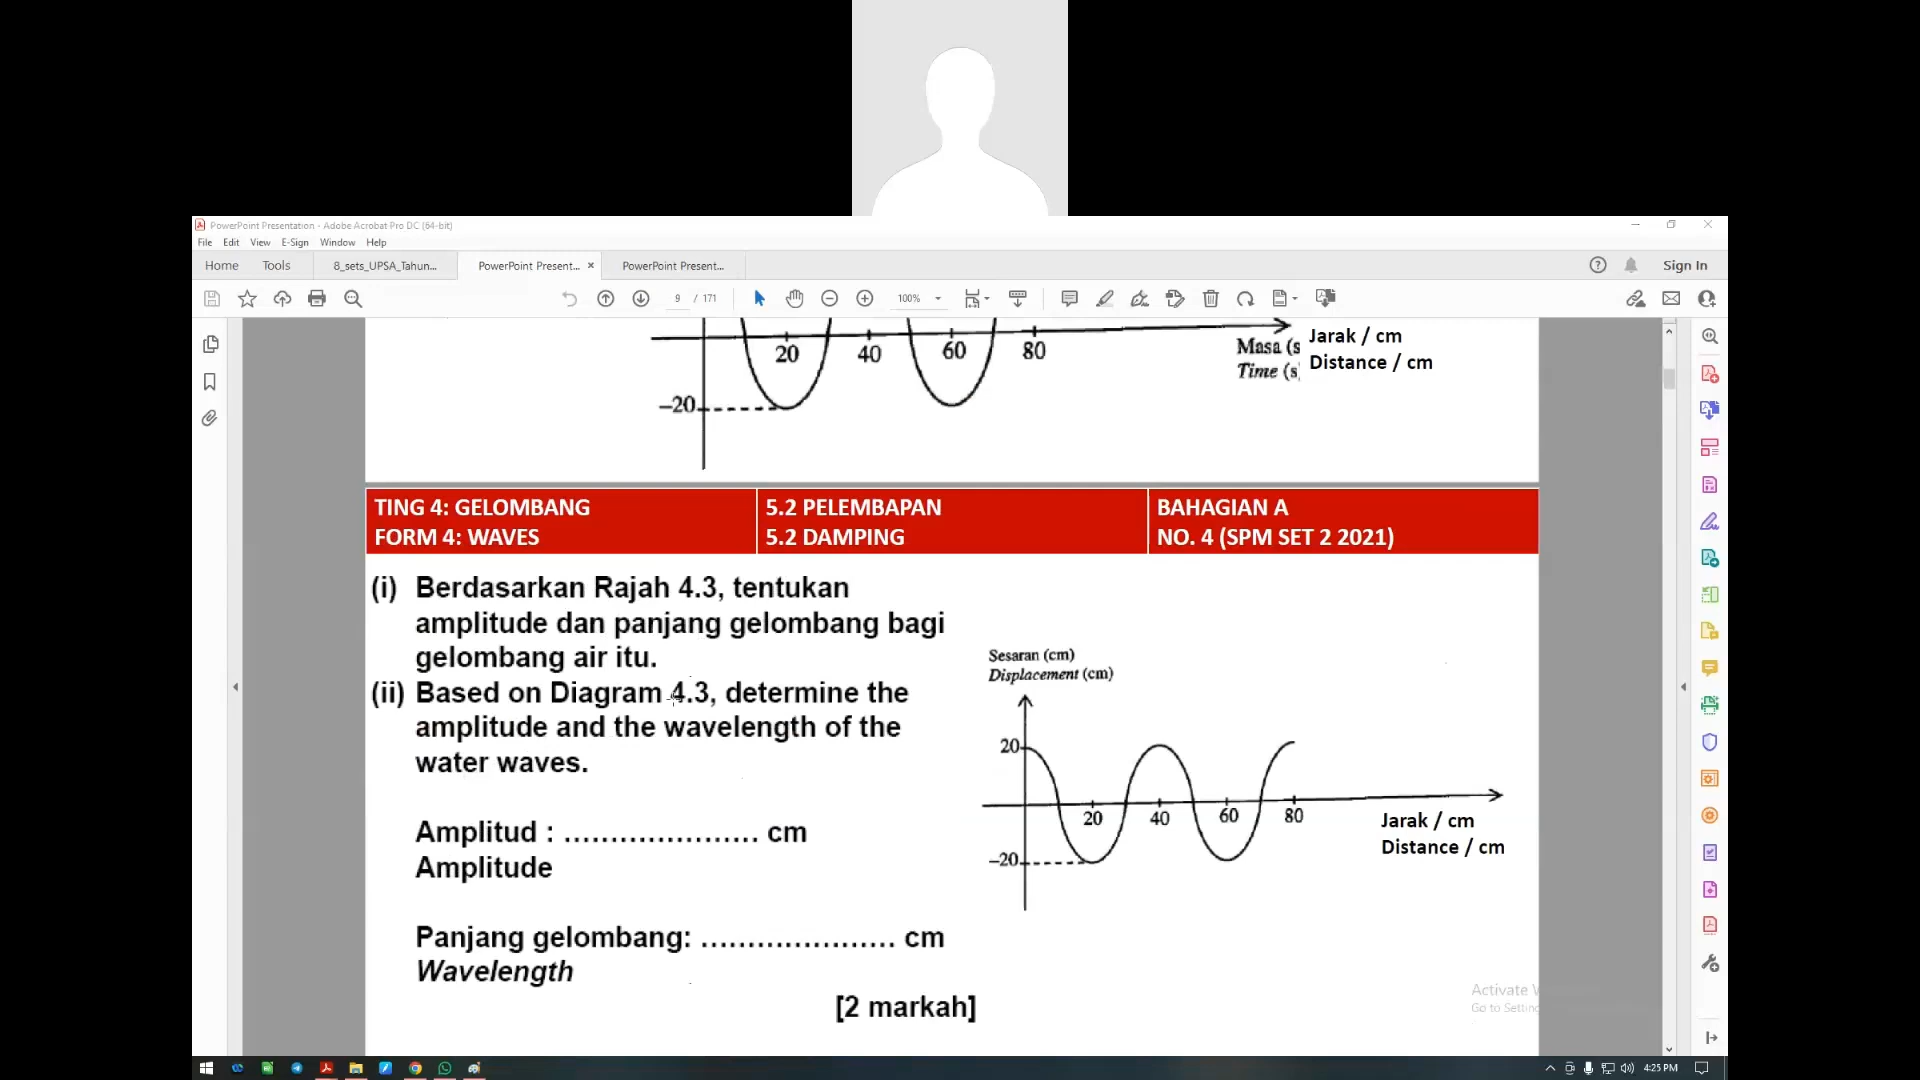 PowerPoint Presentation - Adobe Acrobat Pro DC (64-bit)
File Edit View E-Sign Window Help
Home Tools 8_sets_UPSA_Tahun... PowerPoint Present... × PowerPoint Present... Sign In
9 / 171 100%
20 40 60 80
Masa (s
Time (s)
Jarak / cm
Distance / cm
–20
TING 4: GELOMBANG
FORM 4: WAVES
5.2 PELEMBAPAN
5.2 DAMPING
BAHAGIAN A
NO. 4 (SPM SET 2 2021)
(i) Berdasarkan Rajah 4.3, tentukan
amplitude dan panjang gelombang bagi
gelombang air itu.
(ii) Based on Diagram 4.3, determine the
amplitude and the wavelength of the
water waves.
Amplitud : ..................... cm
Amplitude
Panjang gelombang: ..................... cm
Wavelength
[2 markah]
Sesaran (cm)
Displacement (cm)
20
20 40 60 80
–20
Jarak / cm
Distance / cm
Activate
Go to Settin
4:25 PM